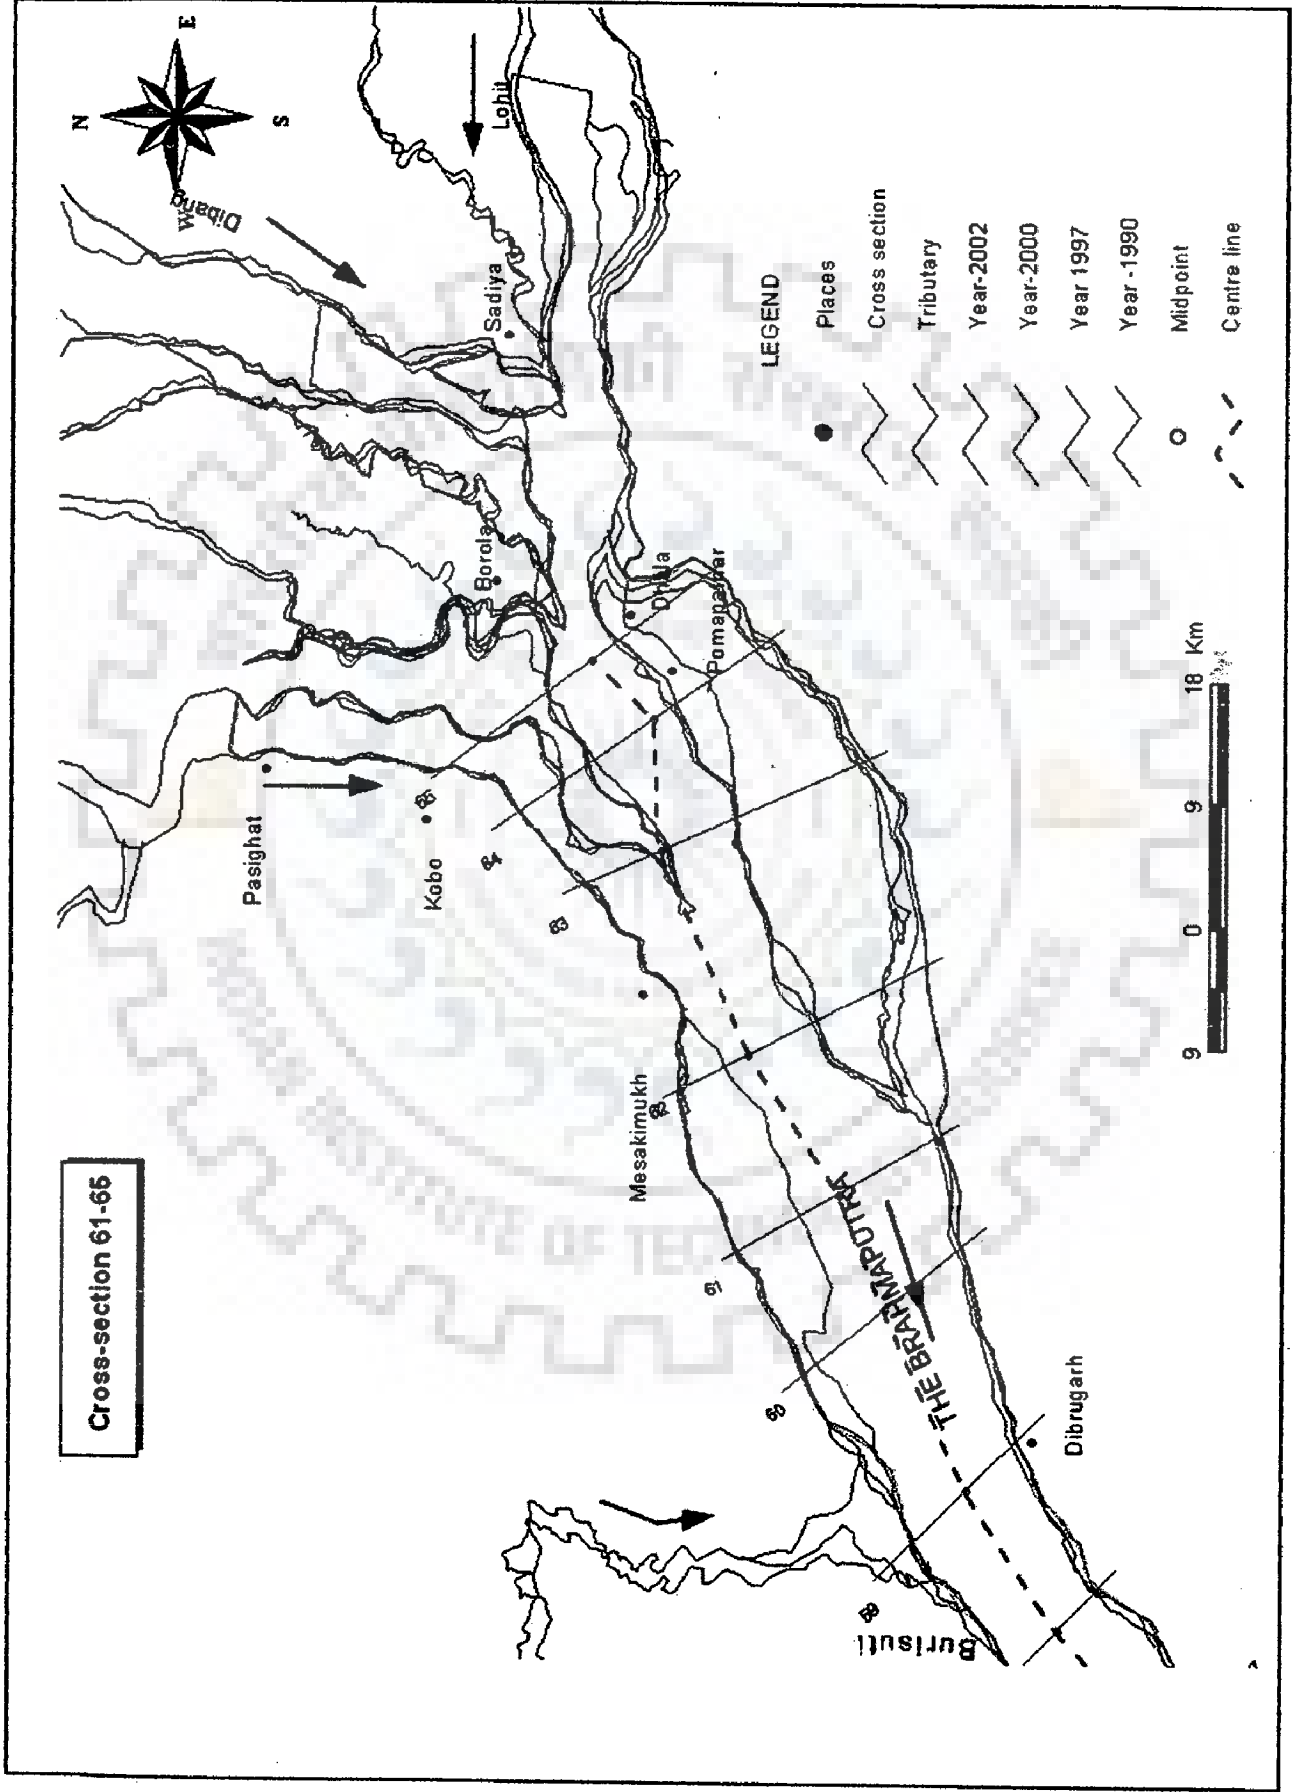 Cross-section 61-65
N
E
S
W
Dibang
Lohit
Sadiya
Borola
Dhola
Pomapathar
Pasighat
Kobo
65
64
63
Mesakimukh
62
61
60
59
THE BRAHMAPUTRA
Dibrugarh
Burisuti
LEGEND
Places
Cross section
Tributary
Year-2002
Year-2000
Year 1997
Year -1990
Midpoint
Centre line
9 0 9 18 Km